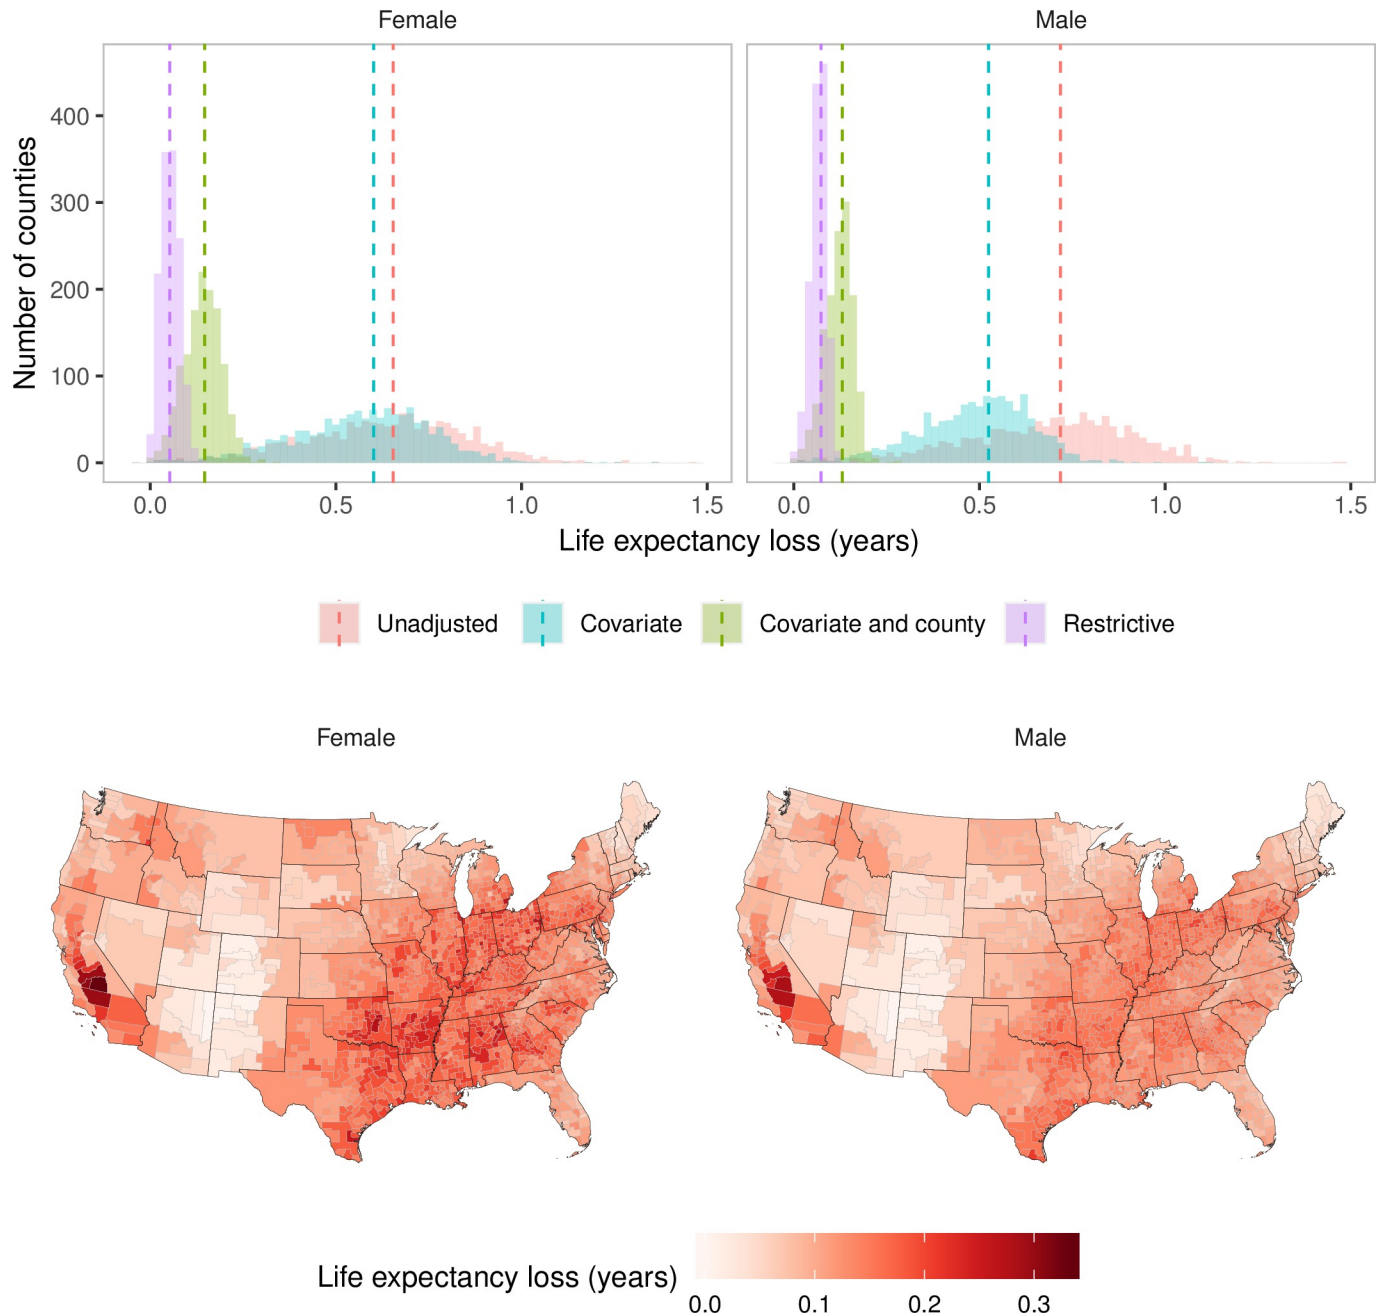 Female Male
Number of counties
400
300
200
100
0
0.0 0.5 1.0 1.5 0.0 0.5 1.0 1.5
Life expectancy loss (years)
Unadjusted Covariate Covariate and county Restrictive
Female Male
Life expectancy loss (years)
0.0 0.1 0.2 0.3